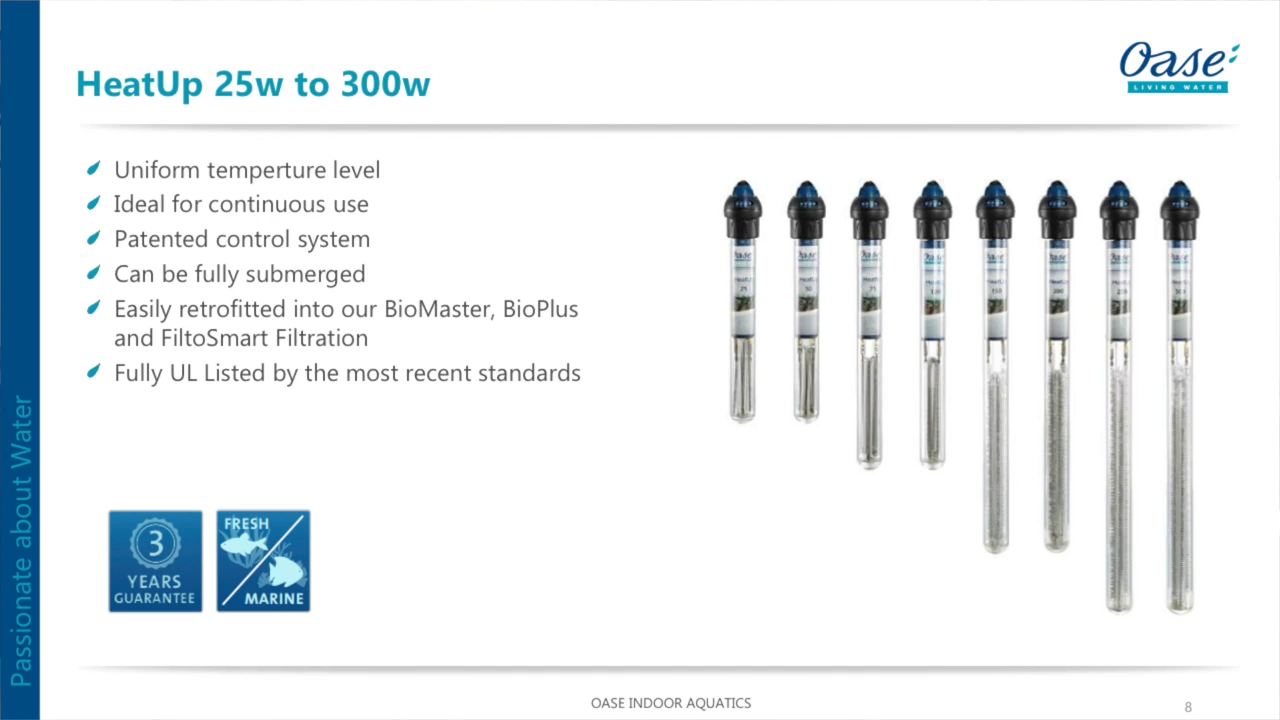 HeatUp 25w to 300w
Oase
LIVING WATER
Uniform temperture level
Ideal for continuous use
Patented control system
Can be fully submerged
Easily retrofitted into our BioMaster, BioPlus
and FiltoSmart Filtration
Fully UL Listed by the most recent standards
Passionate about Water
3
YEARS
GUARANTEE
FRESH
MARINE
OASE INDOOR AQUATICS
8